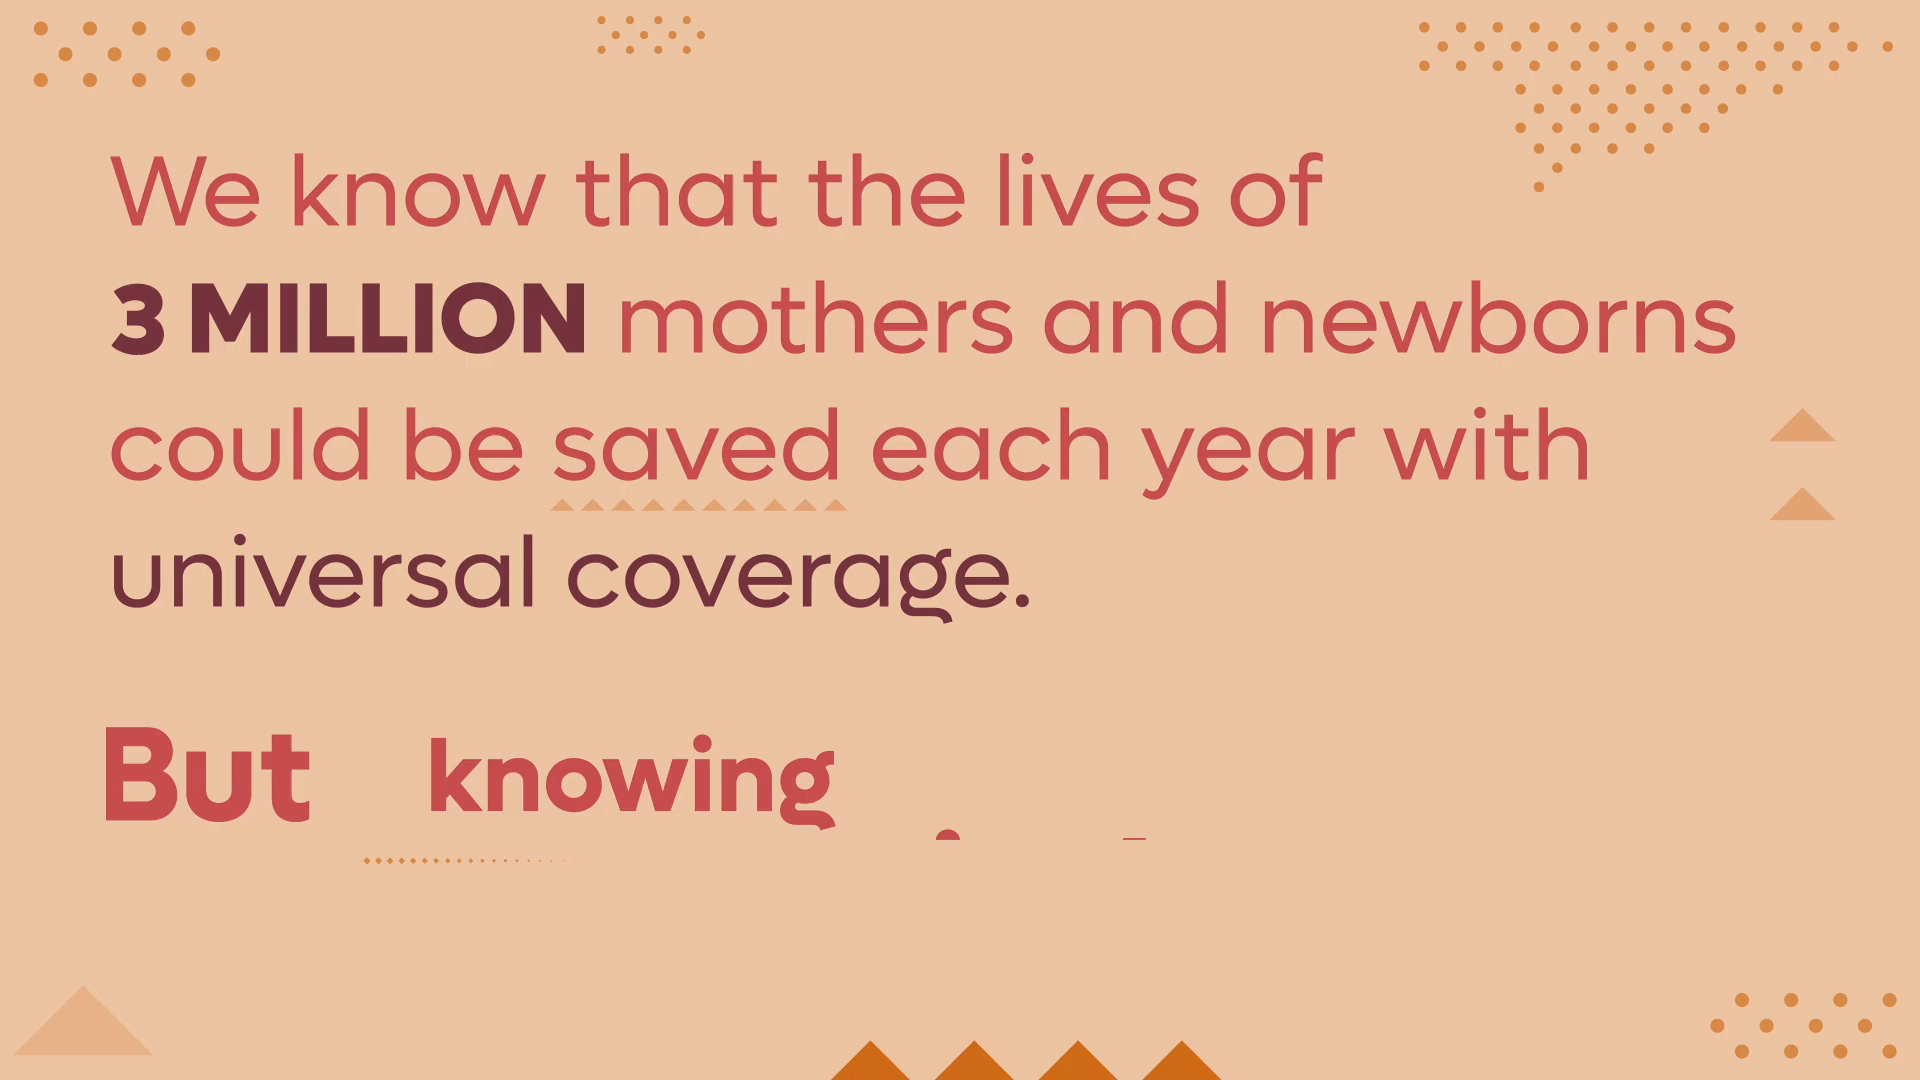 We know that the lives of
3 MILLION mothers and newborns
could be saved each year with
universal coverage.
But knowing